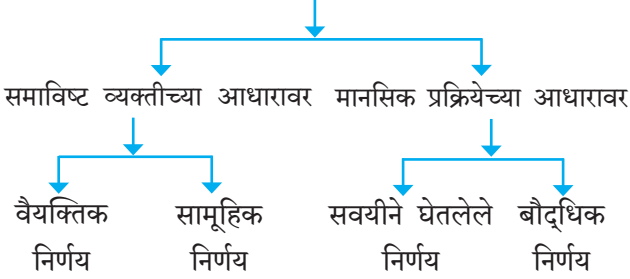 समाविष्ट व्यक्तीच्या आधारावर मानसिक प्रक्रियेच्या आधारावर
वैयक्तिक सामूहिक सवयीने घेतलेले बौद्धिक
निर्णय निर्णय निर्णय निर्णय